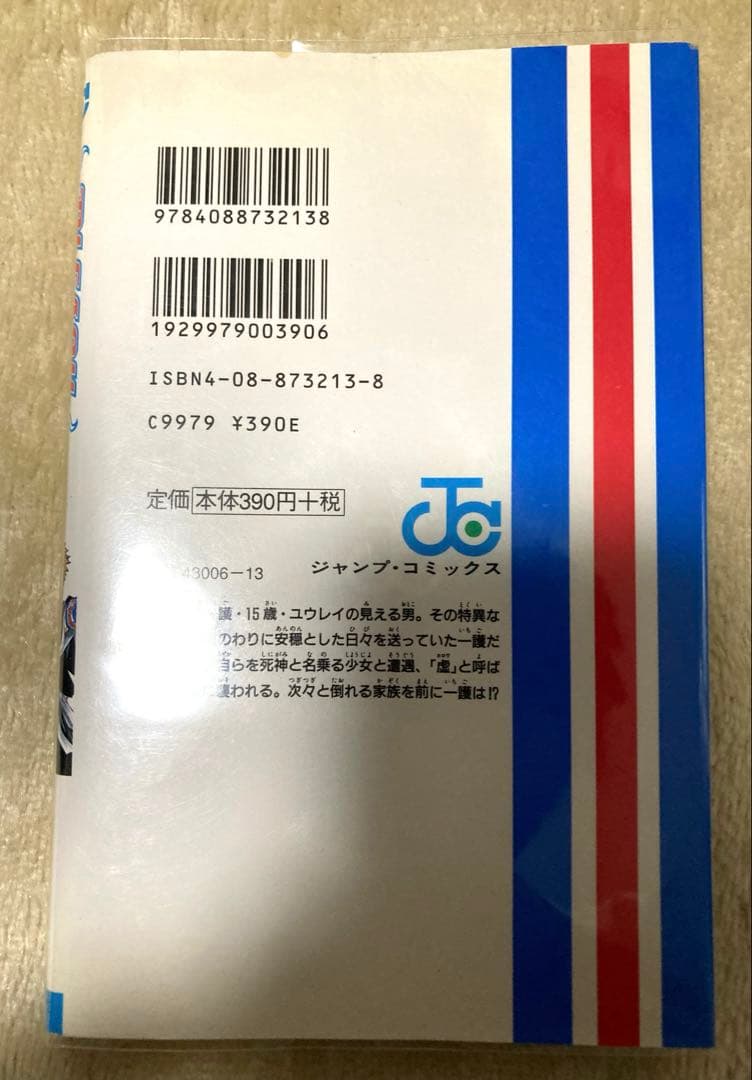 9784088732138
1929979003906
ISBN4-08-873213-8
C9979 ¥390E
定価 本体390円+税
43006-13
ジャンプ・コミックス
護・15歳・ユウレイの見える男。その特異な
のわりに安穏とした日々を送っていた一護だ
自らを死神と名乗る少女と遭遇、「虚」と呼ば
襲われる。次々と倒れる家族を前に一護は!?